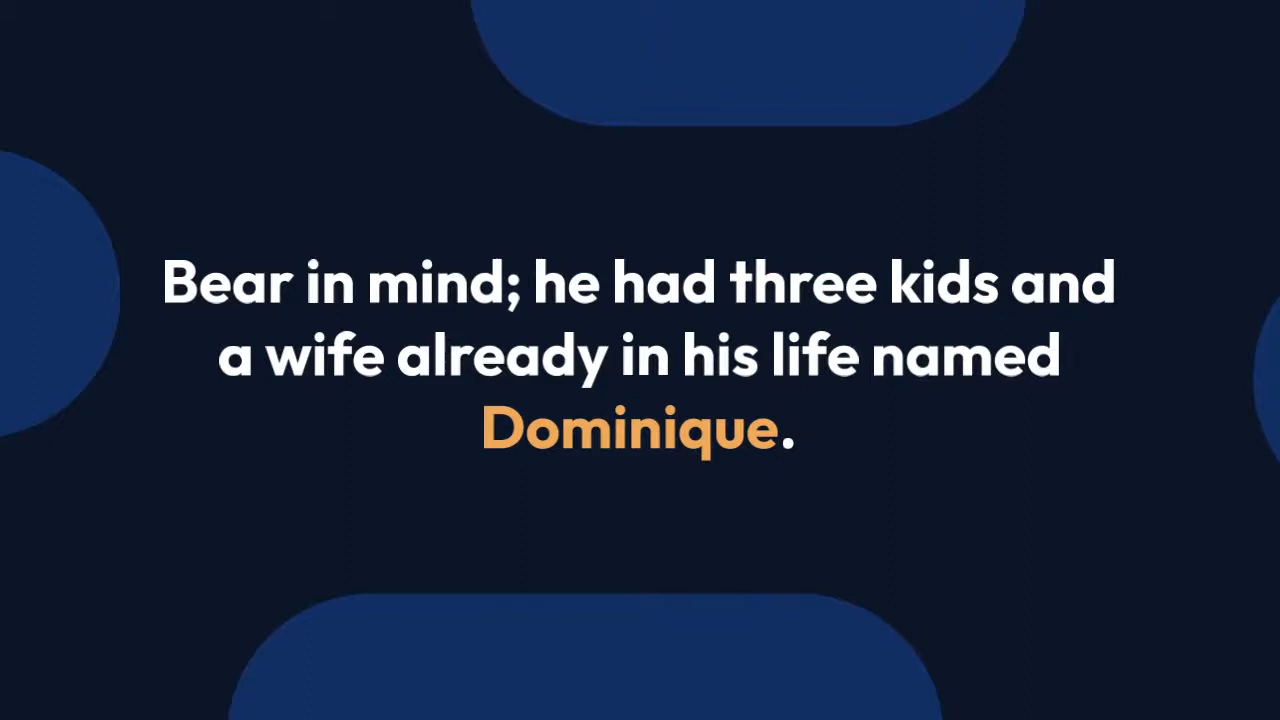 Bear in mind; he had three kids and
a wife already in his life named
Dominique.